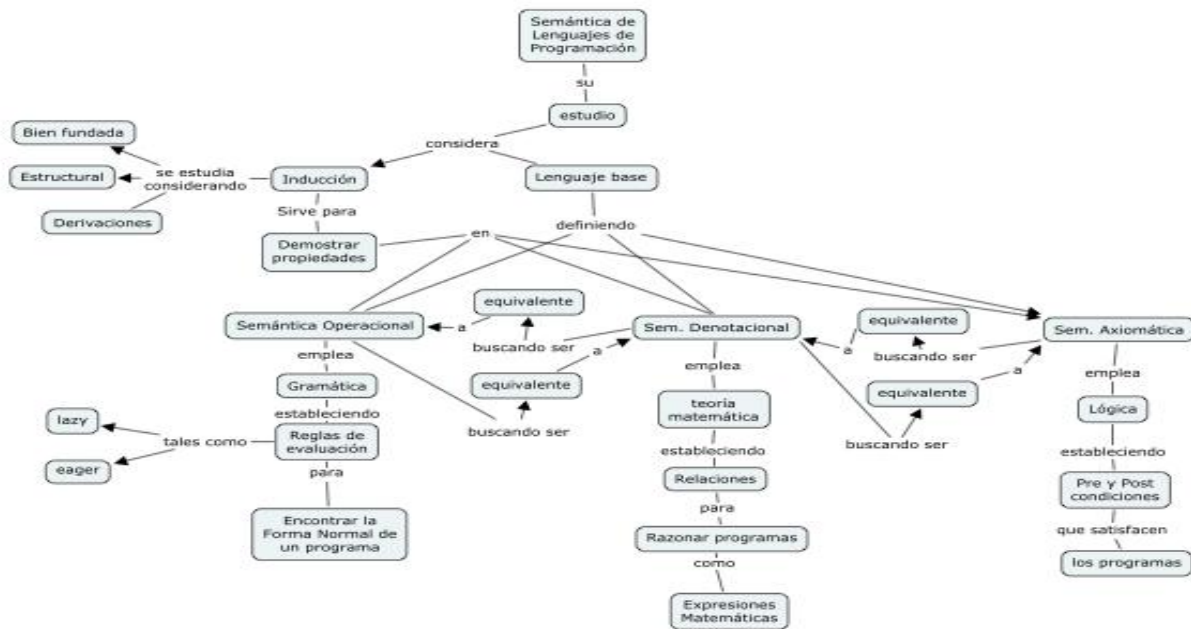 Semántica de
Lenguajes de
Programación
su
estudio
considera
Bien fundada
Estructural
Derivaciones
se estudia
considerando
Inducción
Lenguaje base
Sirve para
Demostrar
propiedades
en
definiendo
Semántica Operacional
a
equivalente
buscando ser
Sem. Denotacional
a
equivalente
buscando ser
Sem. Axiomática
emplea
Gramática
estableciendo
Reglas de
evaluación
tales como
lazy
eager
para
Encontrar la
Forma Normal de
un programa
a
equivalente
buscando ser
emplea
teoría
matemática
estableciendo
Relaciones
para
Razonar programas
como
Expresiones
Matemáticas
a
equivalente
buscando ser
emplea
Lógica
estableciendo
Pre y Post
condiciones
que satisfacen
los programas